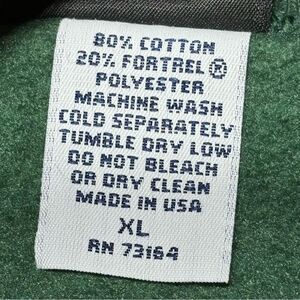 80% COTTON
20% FORTREL®
POLYESTER
MACHINE WASH
COLD SEPARATELY
TUMBLE DRY LOW
DO NOT BLEACH
OR DRY CLEAN
MADE IN USA
XL
RN 73164